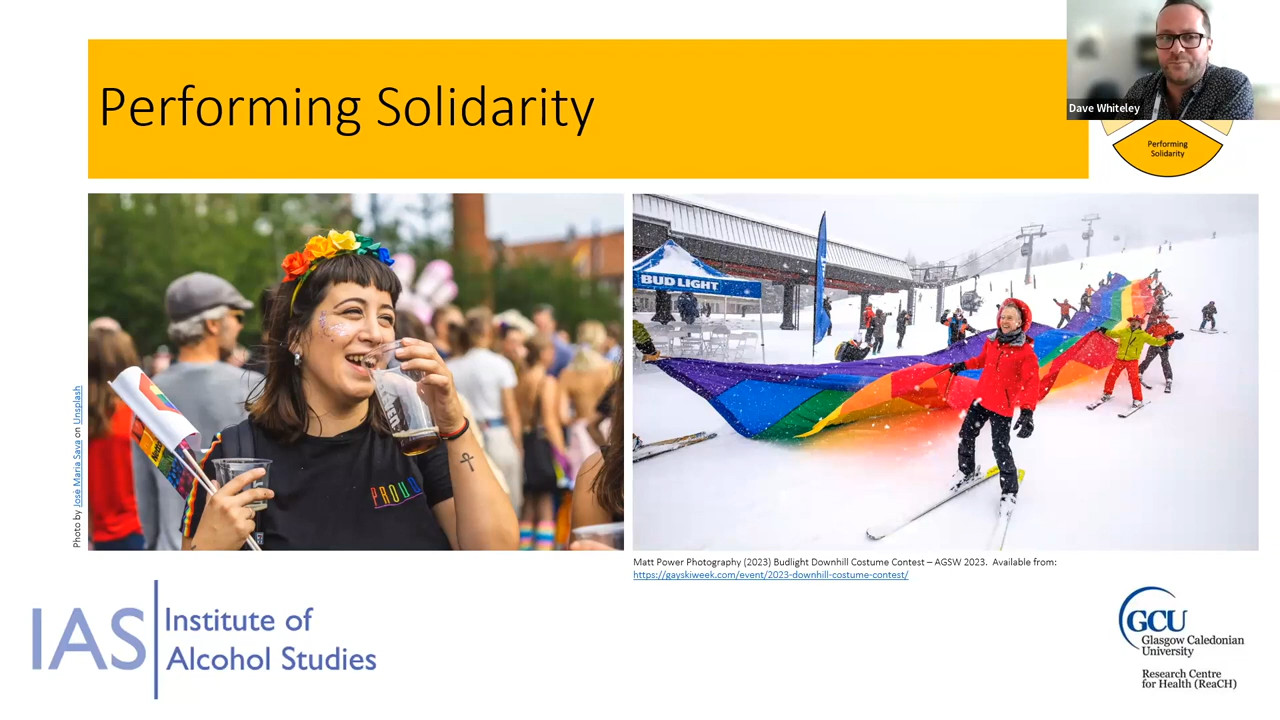 Performing Solidarity
Dave Whiteley
Performing
Solidarity
BUD LIGHT
PROUD
Photo by Josè Maria Sava on Unsplash
Matt Power Photography (2023) Budlight Downhill Costume Contest – AGSW 2023.  Available from:
https://gayskiweek.com/event/2023-downhill-costume-contest/
IAS
Institute of
Alcohol Studies
GCU
Glasgow Caledonian
University
Research Centre
for Health (ReaCH)